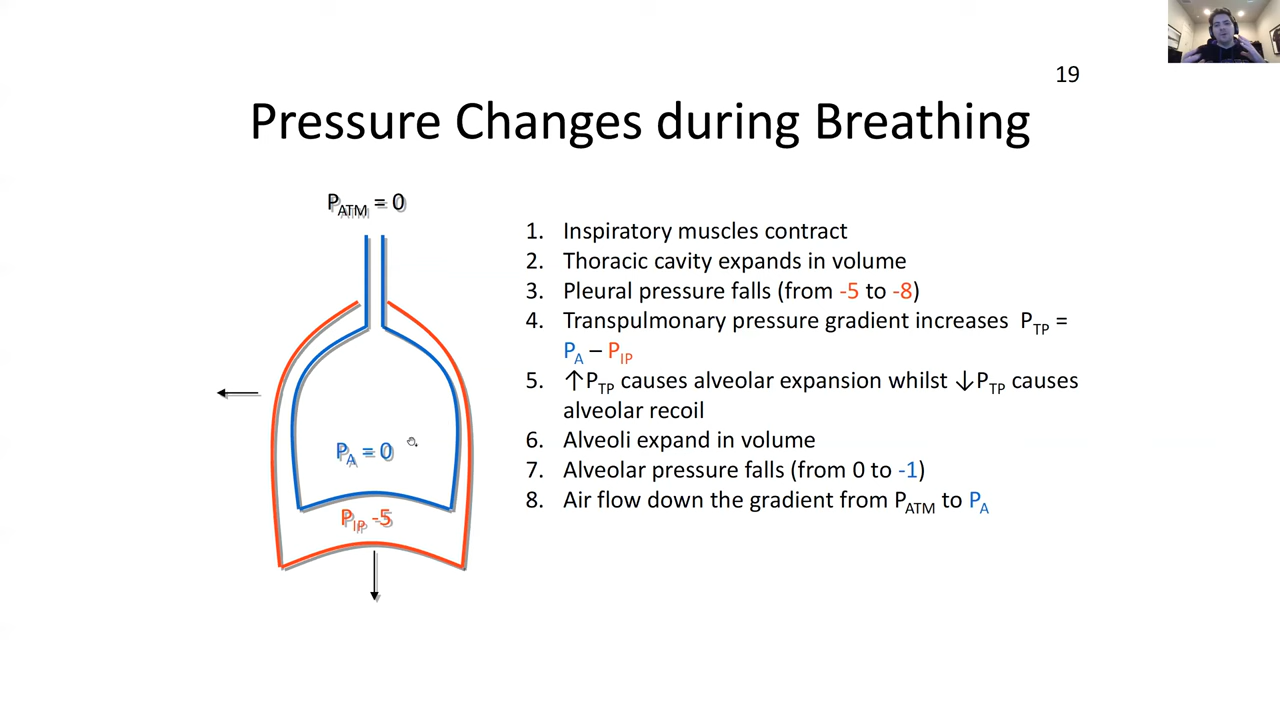 19
Pressure Changes during Breathing
PATM = 0
1. Inspiratory muscles contract
2. Thoracic cavity expands in volume
3. Pleural pressure falls (from -5 to -8)
4. Transpulmonary pressure gradient increases PTP =
PA – PIP
5. ↑PTP causes alveolar expansion whilst ↓PTP causes
alveolar recoil
6. Alveoli expand in volume
7. Alveolar pressure falls (from 0 to -1)
8. Air flow down the gradient from PATM to PA
PA = 0
PIP -5